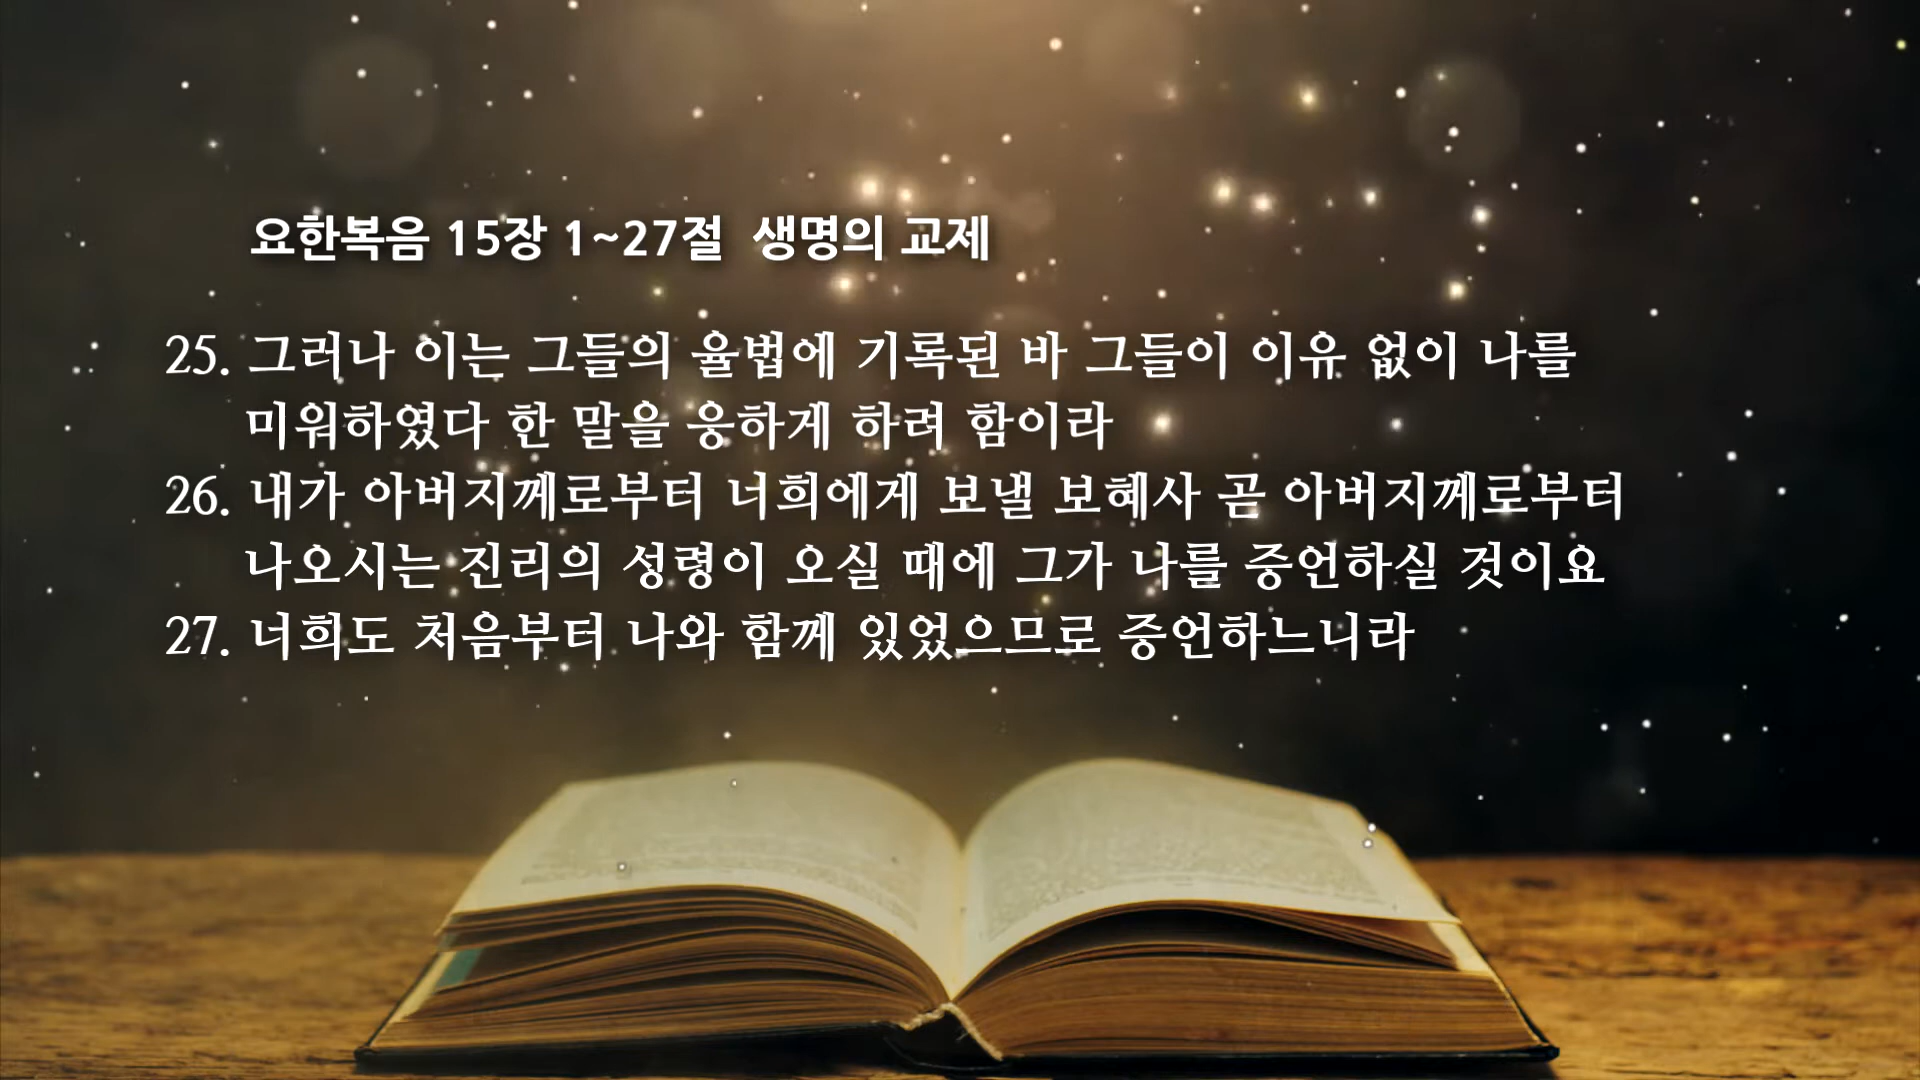 요한복음 15장 1~27절 생명의 교제
25. 그러나 이는 그들의 율법에 기록된 바 그들이 이유 없이 나를
미워하였다 한 말을 응하게 하려 함이라
26. 내가 아버지께로부터 너희에게 보낼 보혜사 곧 아버지께로부터
나오시는 진리의 성령이 오실 때에 그가 나를 증언하실 것이요
27. 너희도 처음부터 나와 함께 있었으므로 증언하느니라